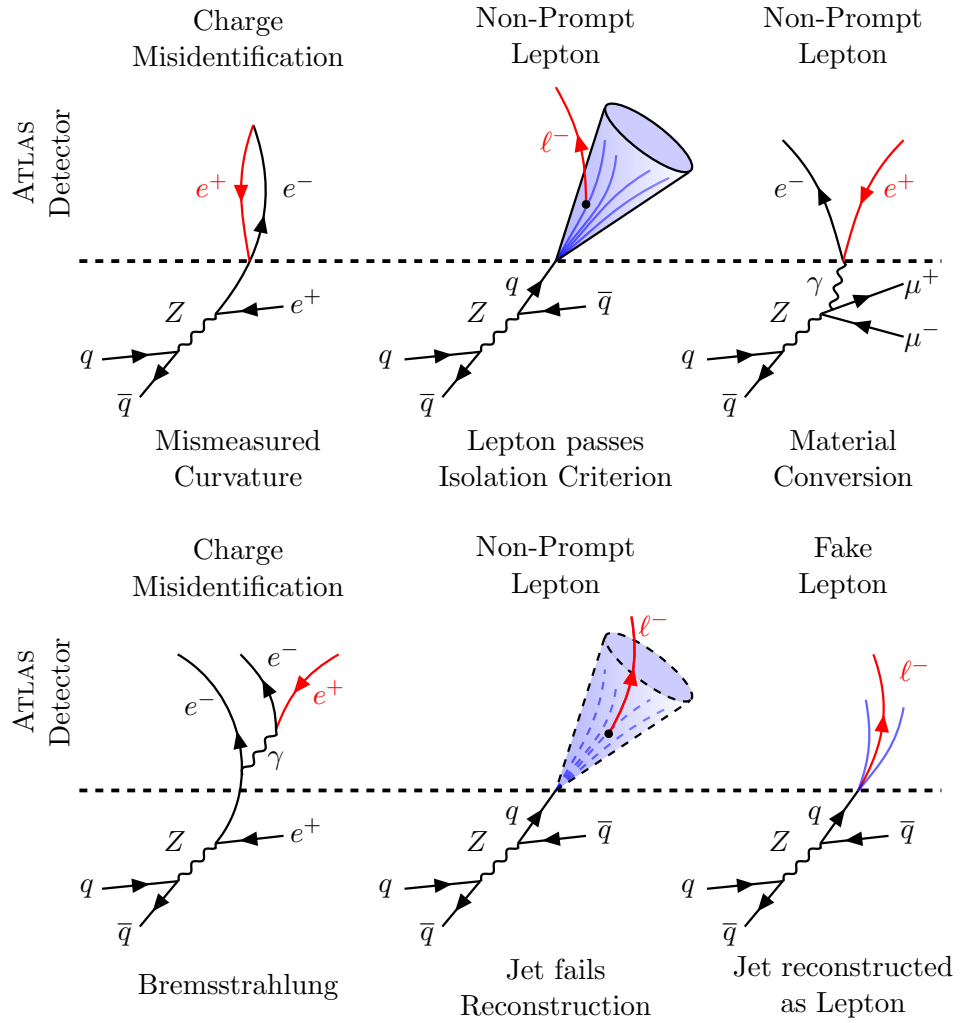 Charge
Misidentification
Non-Prompt
Lepton
Non-Prompt
Lepton
ATLAS
Detector
e⁺
e⁻
Z
e⁺
q
q̅
ℓ⁻
q
Z
q̅
q
q̅
e⁻
e⁺
γ
μ⁺
Z
μ⁻
q
q̅
Mismeasured
Curvature
Lepton passes
Isolation Criterion
Material
Conversion
Charge
Misidentification
Non-Prompt
Lepton
Fake
Lepton
ATLAS
Detector
e⁻
e⁻
e⁺
γ
Z
e⁺
q
q̅
ℓ⁻
q
Z
q̅
q
q̅
ℓ⁻
q
Z
q̅
q
q̅
Bremsstrahlung
Jet fails
Reconstruction
Jet reconstructed
as Lepton